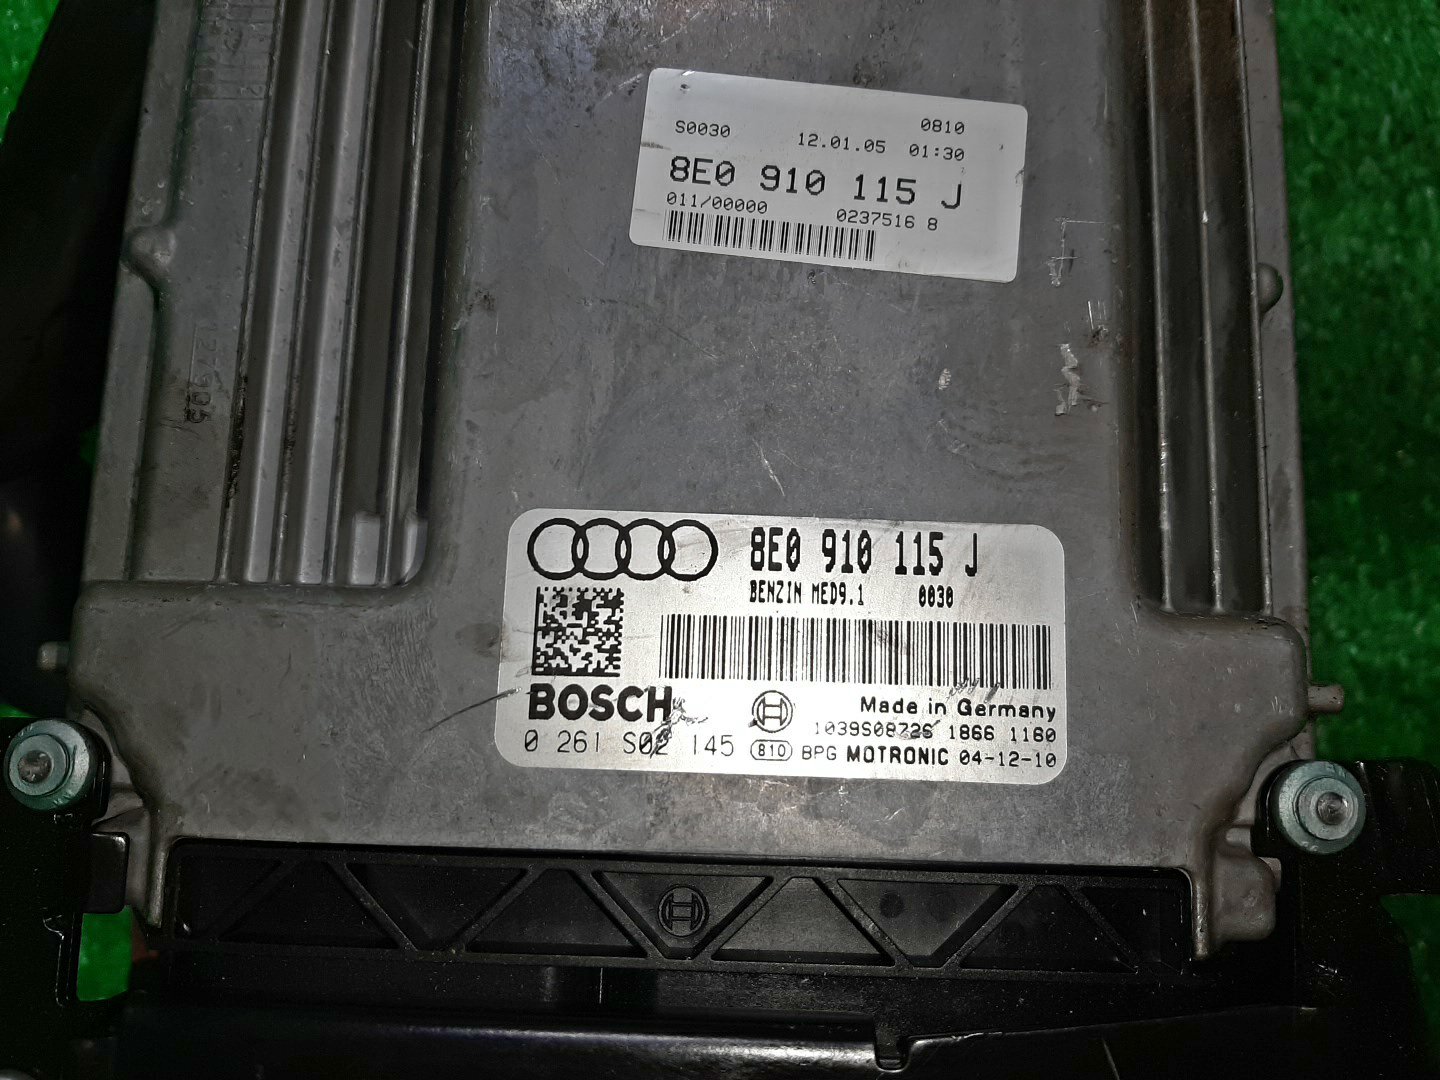 0810
S0030 12.01.05 01:30
8E0 910 115 J
011/00000 0237516 8
8E0 910 115 J
BENZIN MED9.1 0030
BOSCH
Made in Germany
1039S08726 1866 1160
0 261 S02 145 810 BPG MOTRONIC 04-12-10